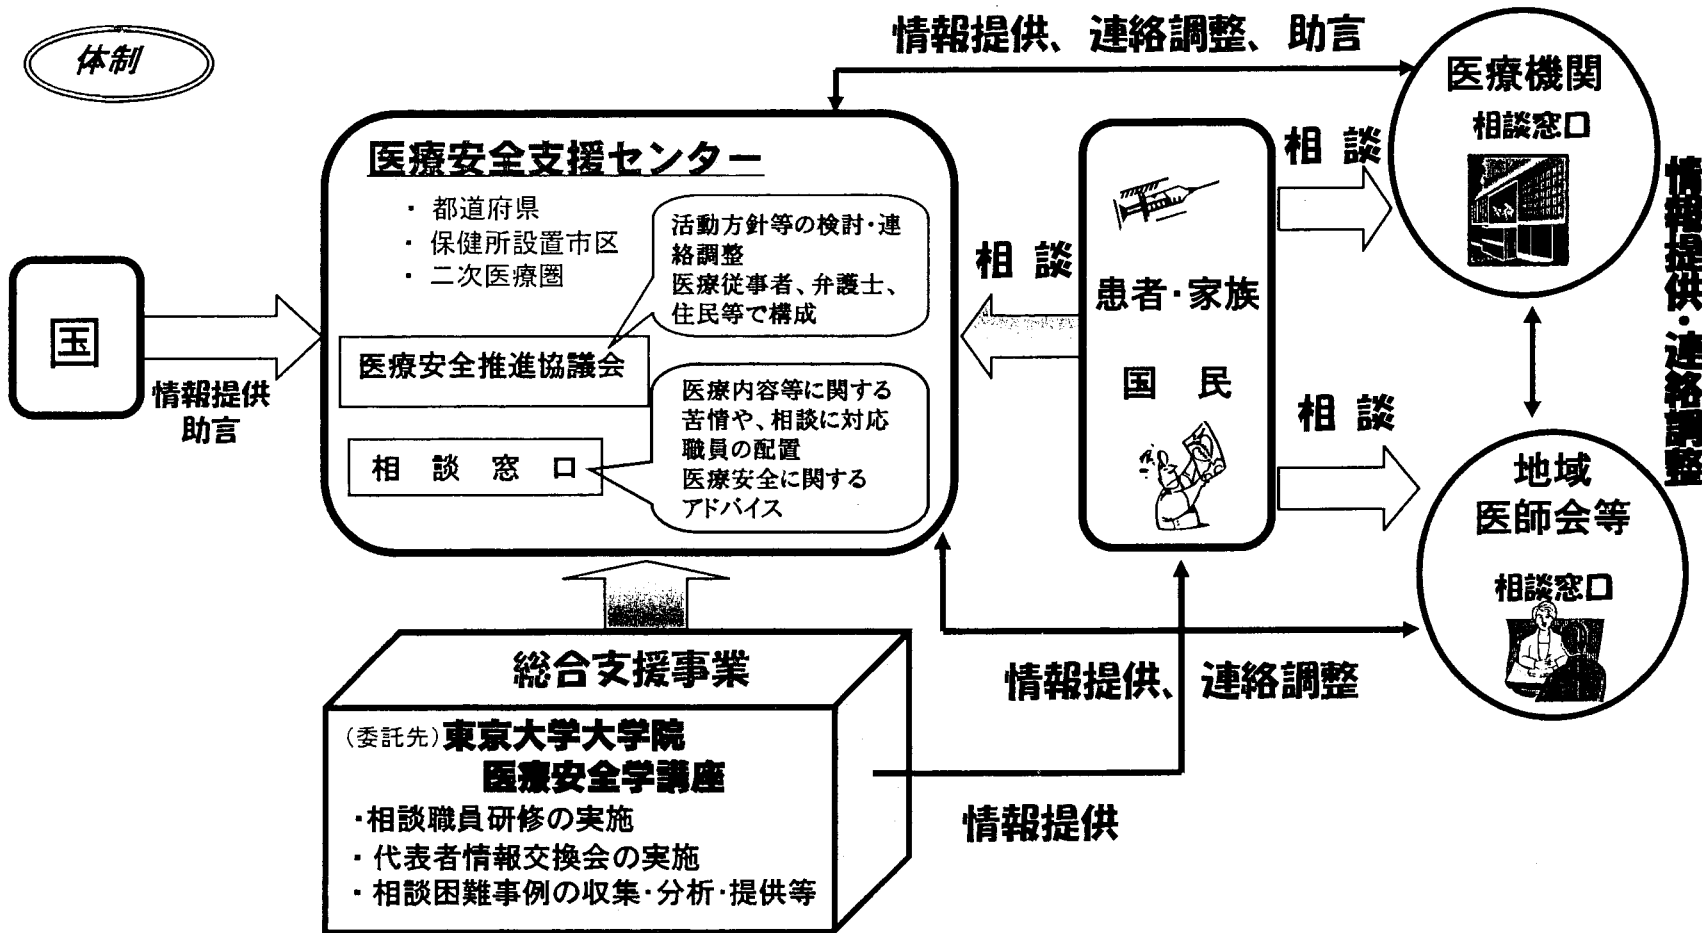 体制
情報提供、連絡調整、助言
医療機関
相談窓口
医療安全支援センター
・都道府県
・保健所設置市区
・二次医療圏
活動方針等の検討・連
絡調整
医療従事者、弁護士、
住民等で構成
医療安全推進協議会
医療内容等に関する
苦情や、相談に対応
職員の配置
医療安全に関する
アドバイス
相談窓口
国
情報提供
助言
相談
患者・家族
国民
相談
相談
情報提供・連絡調整
地域
医師会等
相談窓口
情報提供、連絡調整
総合支援事業
(委託先)東京大学大学院
医療安全学講座
・相談職員研修の実施
・代表者情報交換会の実施
・相談困難事例の収集・分析・提供等
情報提供